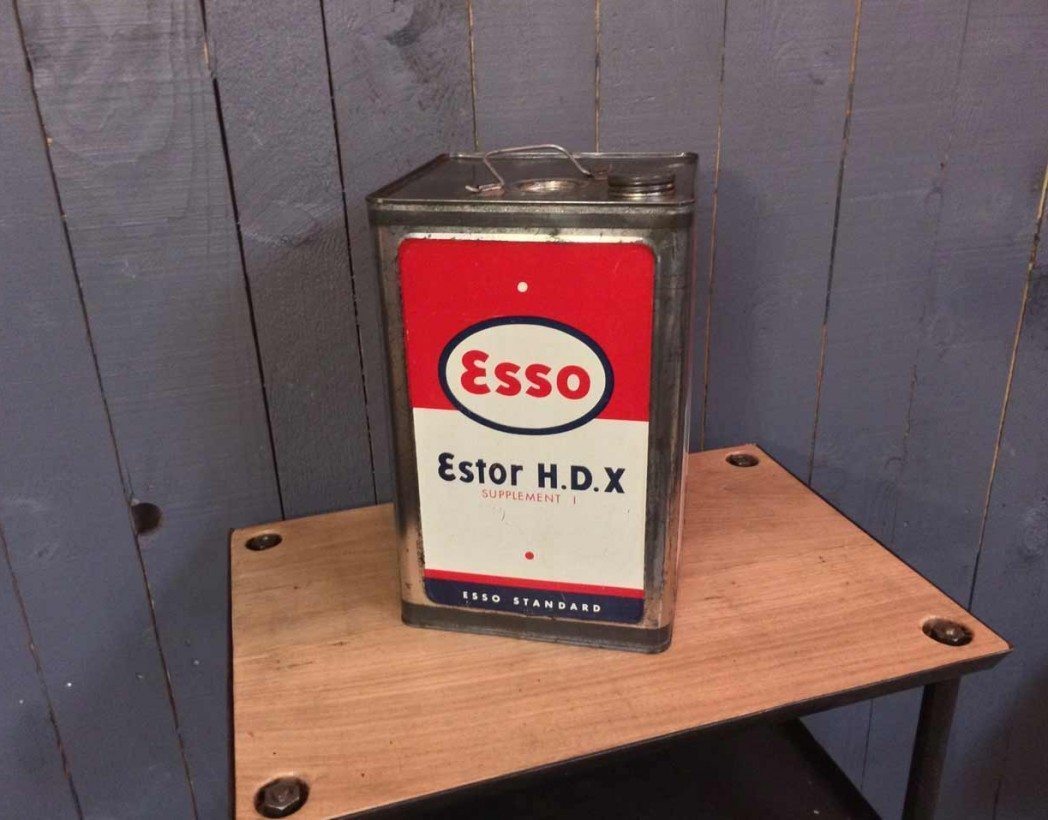 Esso
Estor H.D.X
SUPPLEMENT I
ESSO STANDARD